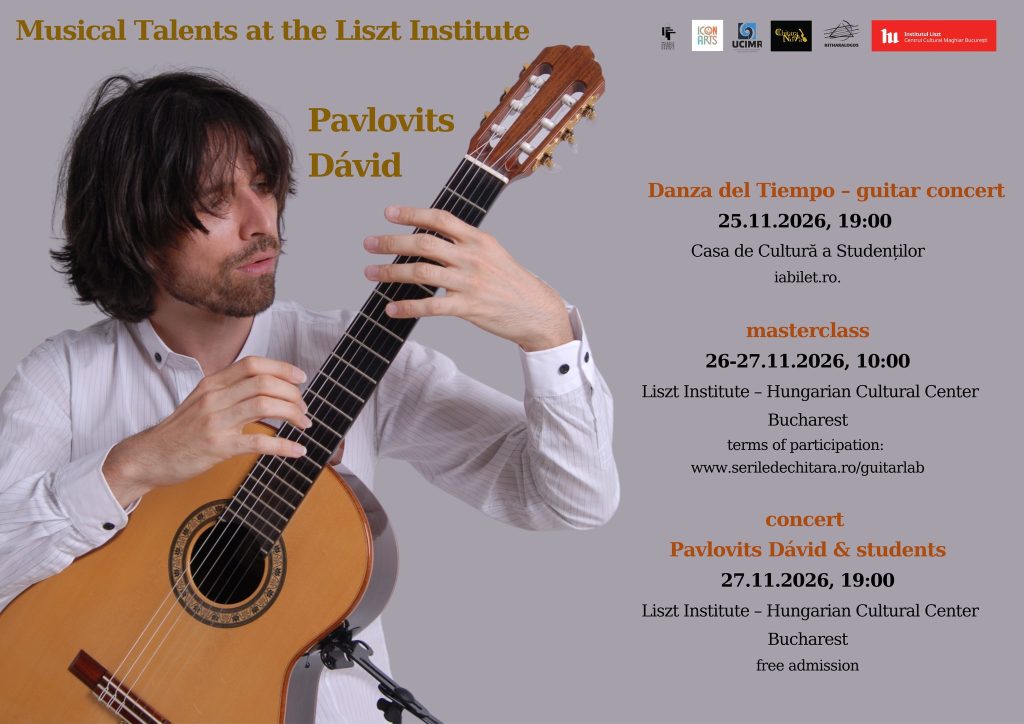 Musical Talents at the Liszt Institute
ICON
ARTS
UCIMR
Chitara
Nova
KITHARALOGOS
Institutul Liszt
Centrul Cultural Maghiar București
Pavlovits
Dávid
Danza del Tiempo – guitar concert
25.11.2026, 19:00
Casa de Cultură a Studenților
iabilet.ro.
masterclass
26-27.11.2026, 10:00
Liszt Institute – Hungarian Cultural Center
Bucharest
terms of participation:
www.seriledechitara.ro/guitarlab
concert
Pavlovits Dávid & students
27.11.2026, 19:00
Liszt Institute – Hungarian Cultural Center
Bucharest
free admission